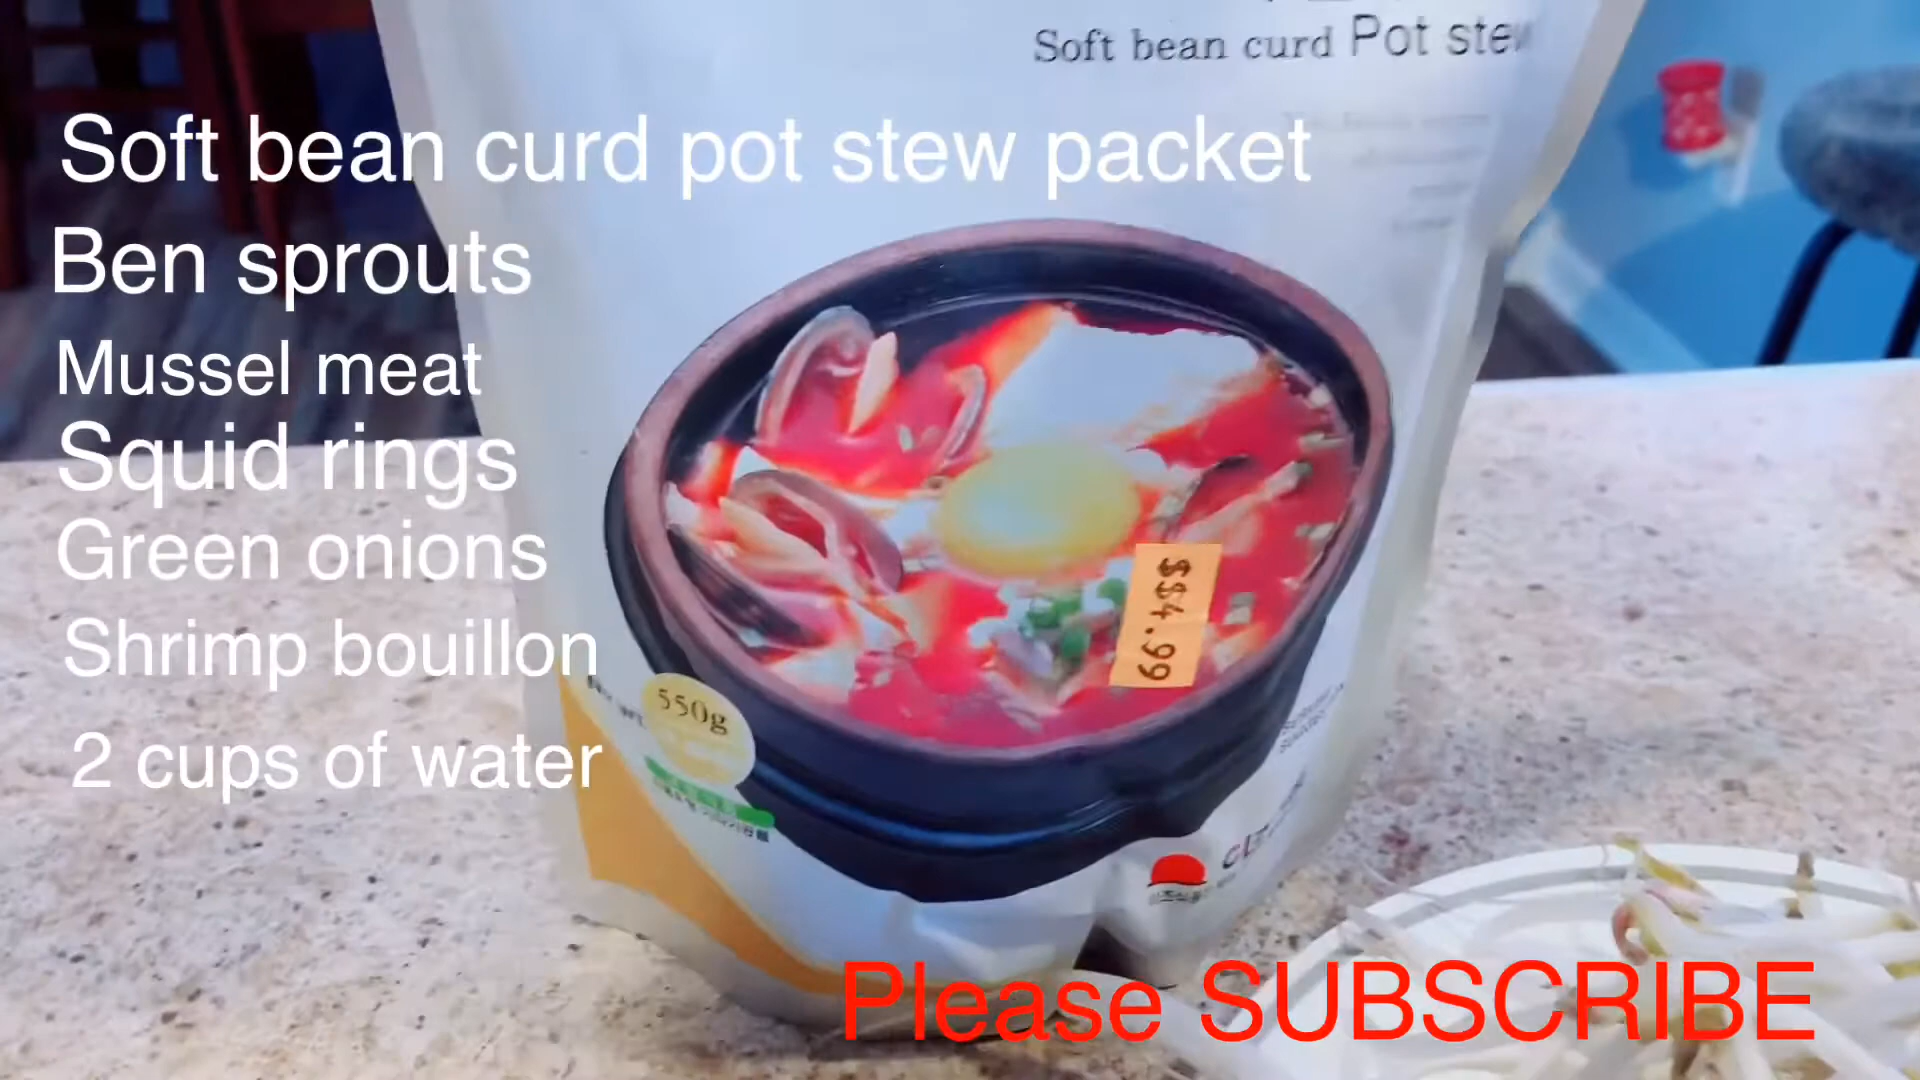 Soft bean curd Pot stew
Soft bean curd pot stew packet
Ben sprouts
Mussel meat
Squid rings
Green onions
Shrimp bouillon
2 cups of water
$$4.99
550g
Please SUBSCRIBE